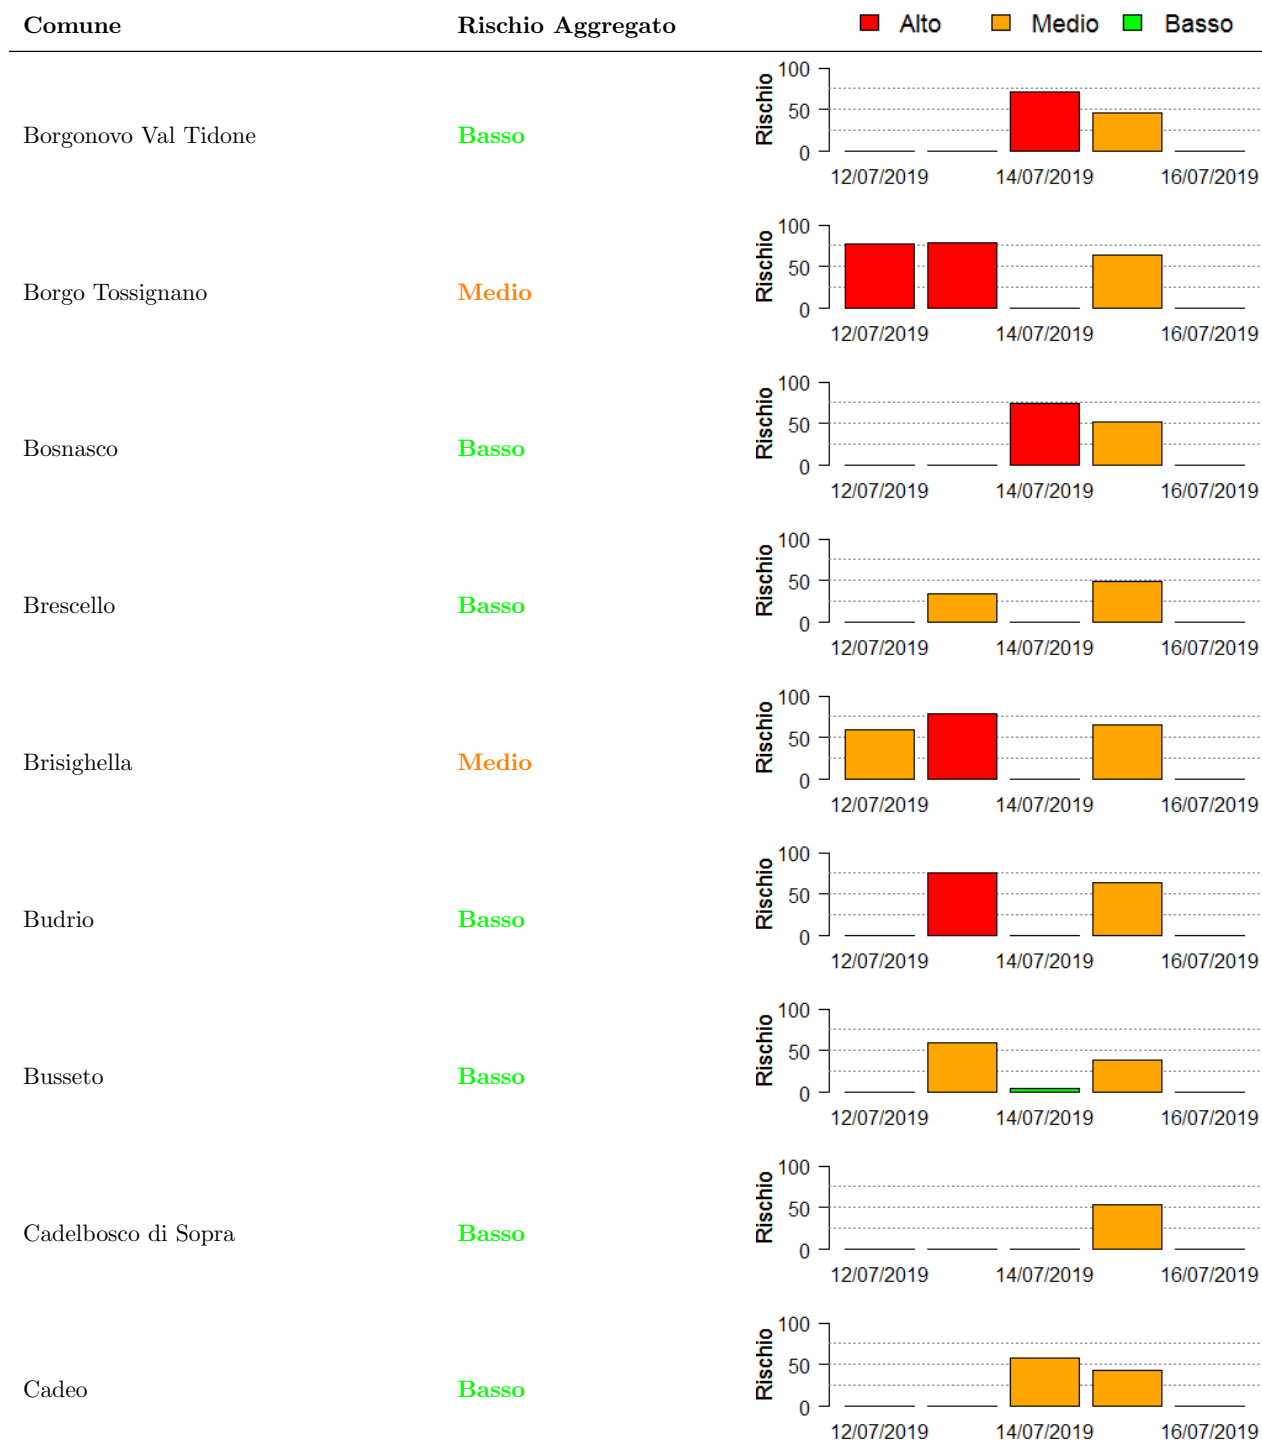 Comune Rischio Aggregato Alto Medio Basso
100
50
0
Rischio
Borgonovo Val Tidone Basso
12/07/2019 14/07/2019 16/07/2019
100
50
0
Rischio
Borgo Tossignano Medio
12/07/2019 14/07/2019 16/07/2019
100
50
0
Rischio
Bosnasco Basso
12/07/2019 14/07/2019 16/07/2019
100
50
0
Rischio
Brescello Basso
12/07/2019 14/07/2019 16/07/2019
100
50
0
Rischio
Brisighella Medio
12/07/2019 14/07/2019 16/07/2019
100
50
0
Rischio
Budrio Basso
12/07/2019 14/07/2019 16/07/2019
100
50
0
Rischio
Busseto Basso
12/07/2019 14/07/2019 16/07/2019
100
50
0
Rischio
Cadelbosco di Sopra Basso
12/07/2019 14/07/2019 16/07/2019
100
50
0
Rischio
Cadeo Basso
12/07/2019 14/07/2019 16/07/2019